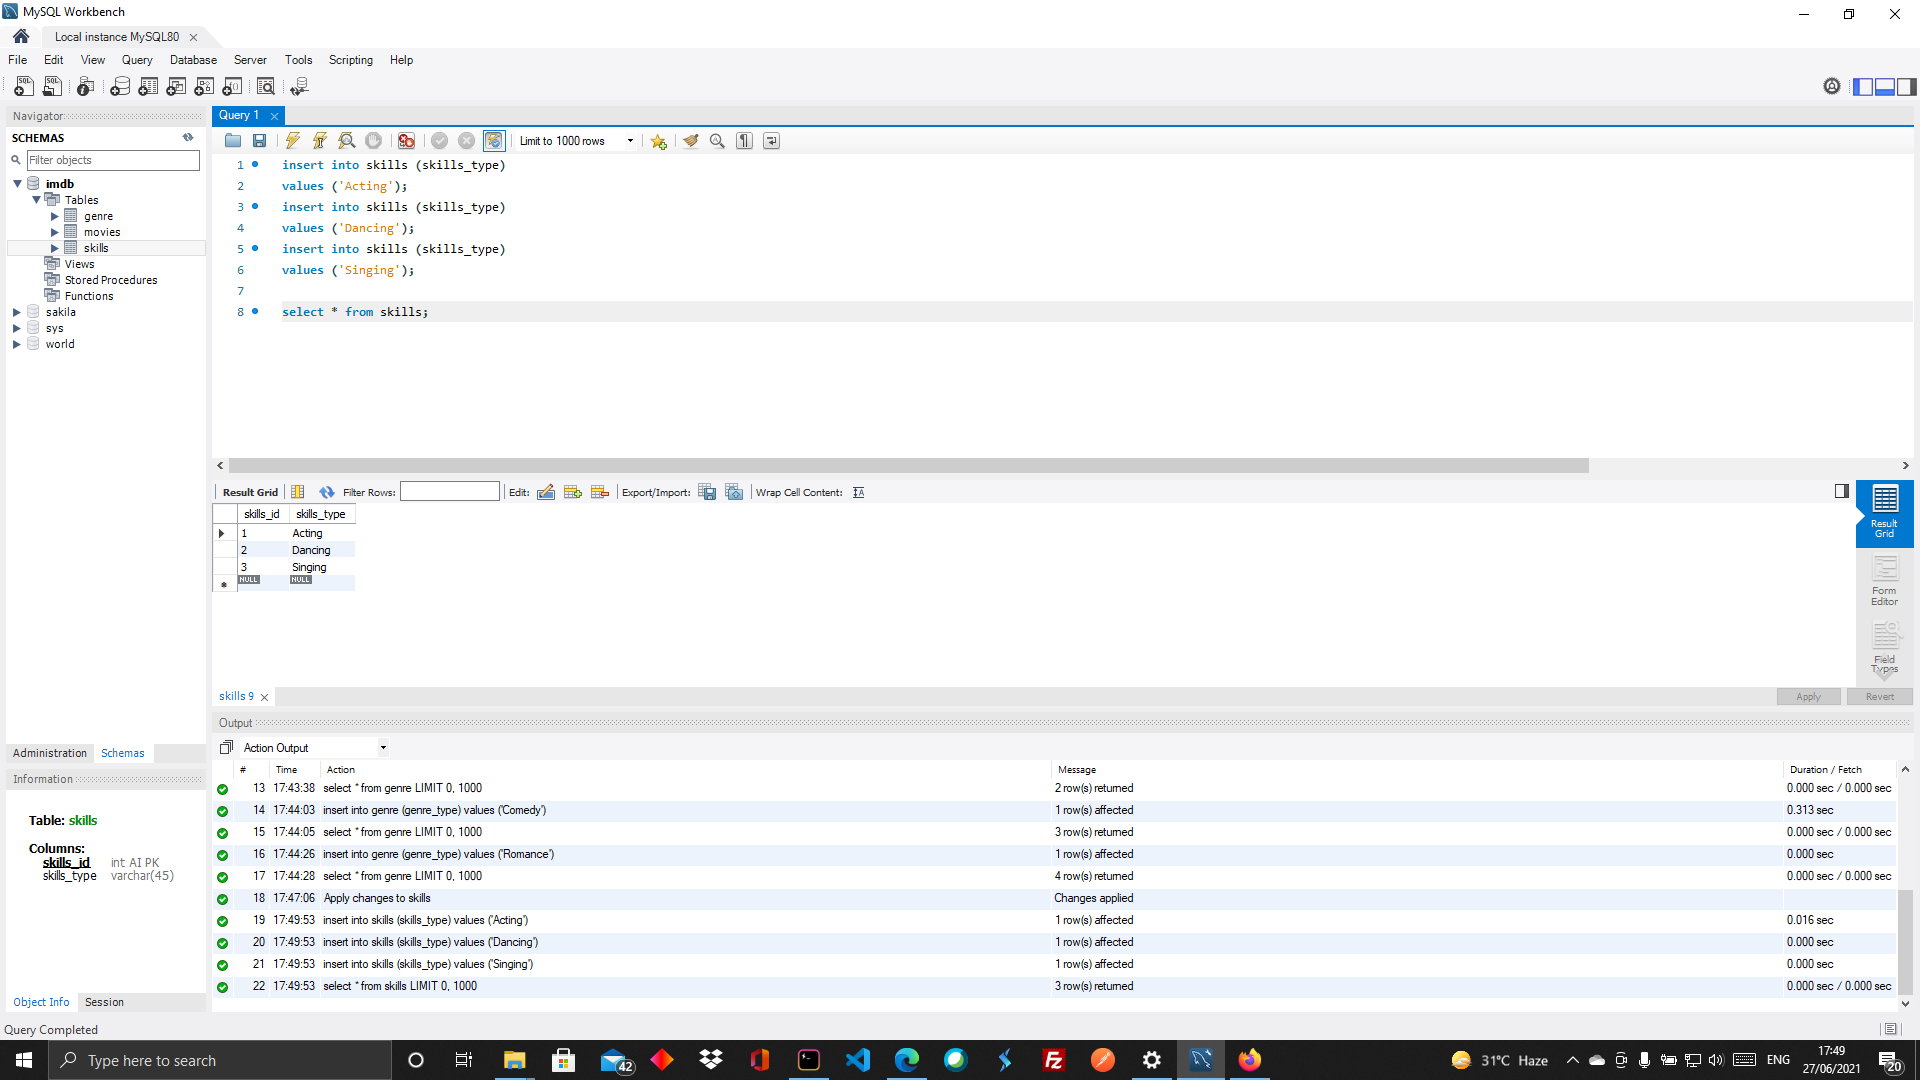 MySQL Workbench
Local instance MySQL80
File Edit View Query Database Server Tools Scripting Help
Navigator
SCHEMAS
Filter objects
imdb
Tables
genre
movies
skills
Views
Stored Procedures
Functions
sakila
sys
world
Administration Schemas
Information
Table: skills
Columns:
skills_id int AI PK
skills_type varchar(45)
Object Info Session
Query 1
Limit to 1000 rows
1 insert into skills (skills_type)
2 values ('Acting');
3 insert into skills (skills_type)
4 values ('Dancing');
5 insert into skills (skills_type)
6 values ('Singing');
7
8 select * from skills;
Result Grid Filter Rows: Edit: Export/Import: Wrap Cell Content:
skills_id skills_type
1 Acting
2 Dancing
3 Singing
NULL NULL
Result Grid
Form Editor
Field Types
skills 9
Apply Revert
Output
Action Output
# Time Action Message Duration / Fetch
13 17:43:38 select * from genre LIMIT 0, 1000 2 row(s) returned 0.000 sec / 0.000 sec
14 17:44:03 insert into genre (genre_type) values ('Comedy') 1 row(s) affected 0.313 sec
15 17:44:05 select * from genre LIMIT 0, 1000 3 row(s) returned 0.000 sec / 0.000 sec
16 17:44:26 insert into genre (genre_type) values ('Romance') 1 row(s) affected 0.000 sec
17 17:44:28 select * from genre LIMIT 0, 1000 4 row(s) returned 0.000 sec / 0.000 sec
18 17:47:06 Apply changes to skills Changes applied
19 17:49:53 insert into skills (skills_type) values ('Acting') 1 row(s) affected 0.016 sec
20 17:49:53 insert into skills (skills_type) values ('Dancing') 1 row(s) affected 0.000 sec
21 17:49:53 insert into skills (skills_type) values ('Singing') 1 row(s) affected 0.000 sec
22 17:49:53 select * from skills LIMIT 0, 1000 3 row(s) returned 0.000 sec / 0.000 sec
Query Completed
Type here to search
42
31°C Haze
ENG
17:49
27/06/2021
20